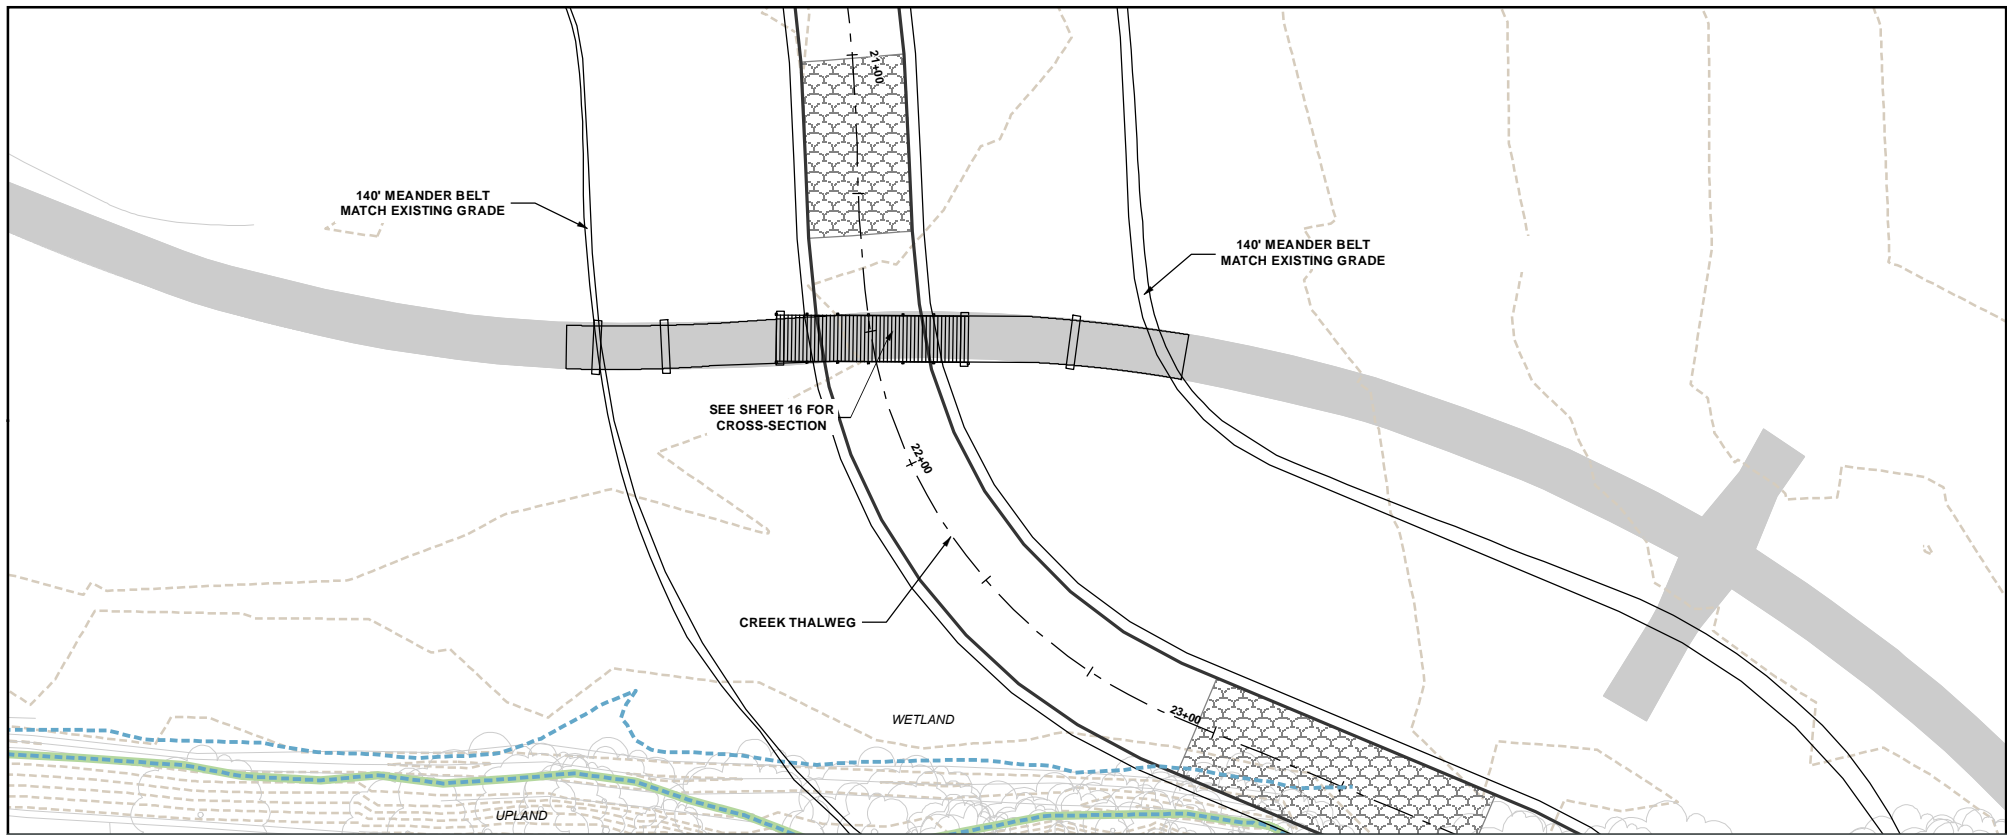 21+00
140' MEANDER BELT
MATCH EXISTING GRADE
140' MEANDER BELT
MATCH EXISTING GRADE
SEE SHEET 16 FOR
CROSS-SECTION
22+00
CREEK THALWEG
23+00
WETLAND
UPLAND